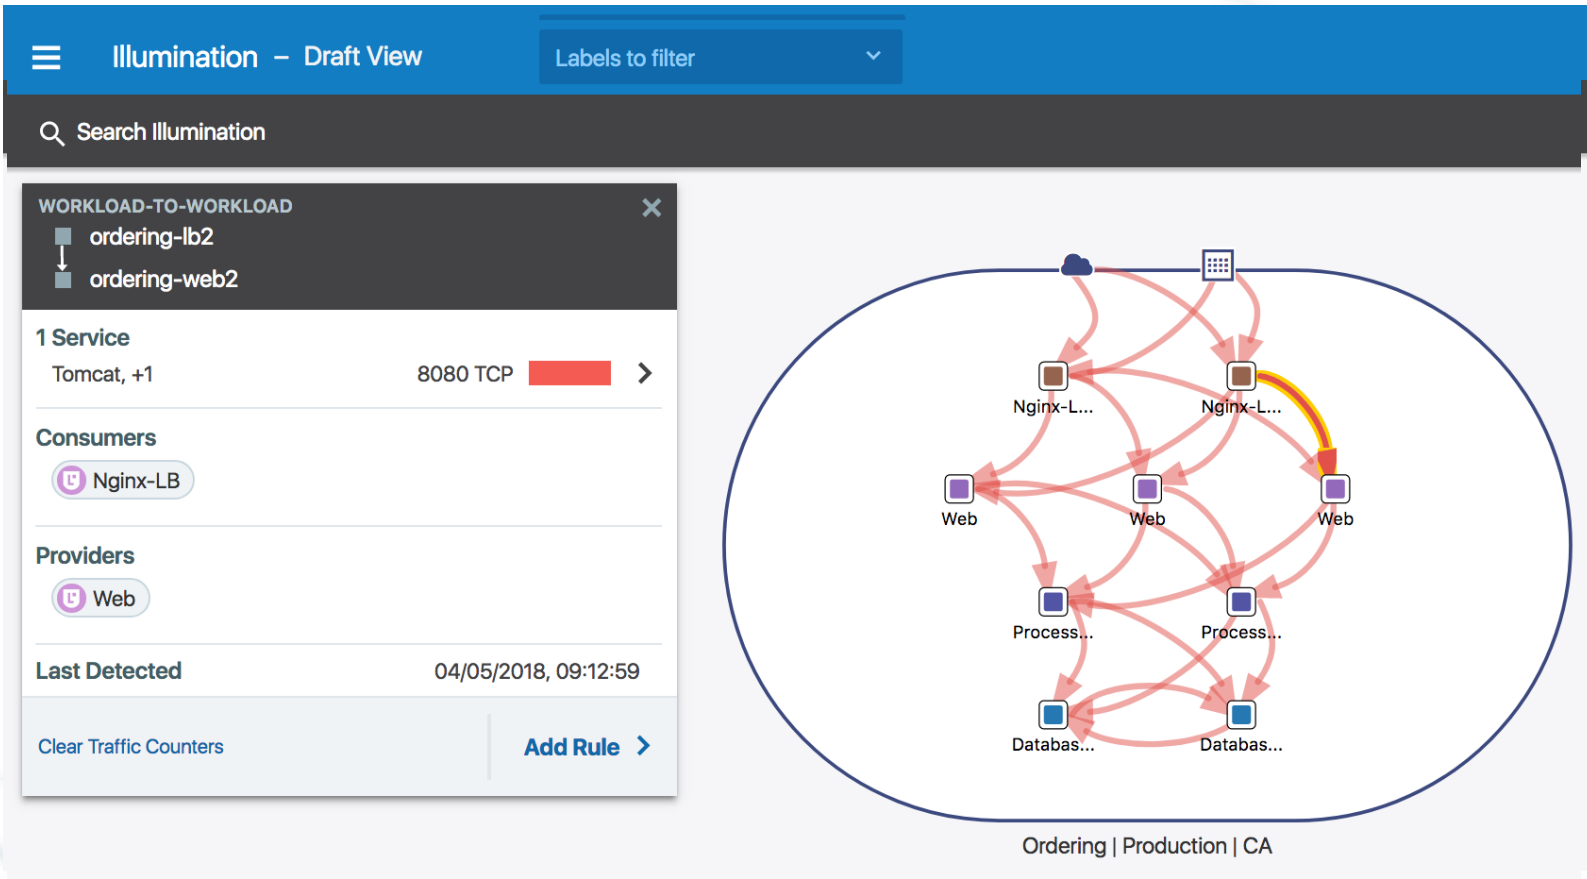 Illumination – Draft View
Labels to filter
Search Illumination
WORKLOAD-TO-WORKLOAD
ordering-lb2
ordering-web2
1 Service
Tomcat, +1 8080 TCP
Consumers
Nginx-LB
Providers
Web
Last Detected 04/05/2018, 09:12:59
Clear Traffic Counters
Add Rule
Nginx-L... Nginx-L...
Web Web Web
Process... Process...
Databas... Databas...
Ordering | Production | CA